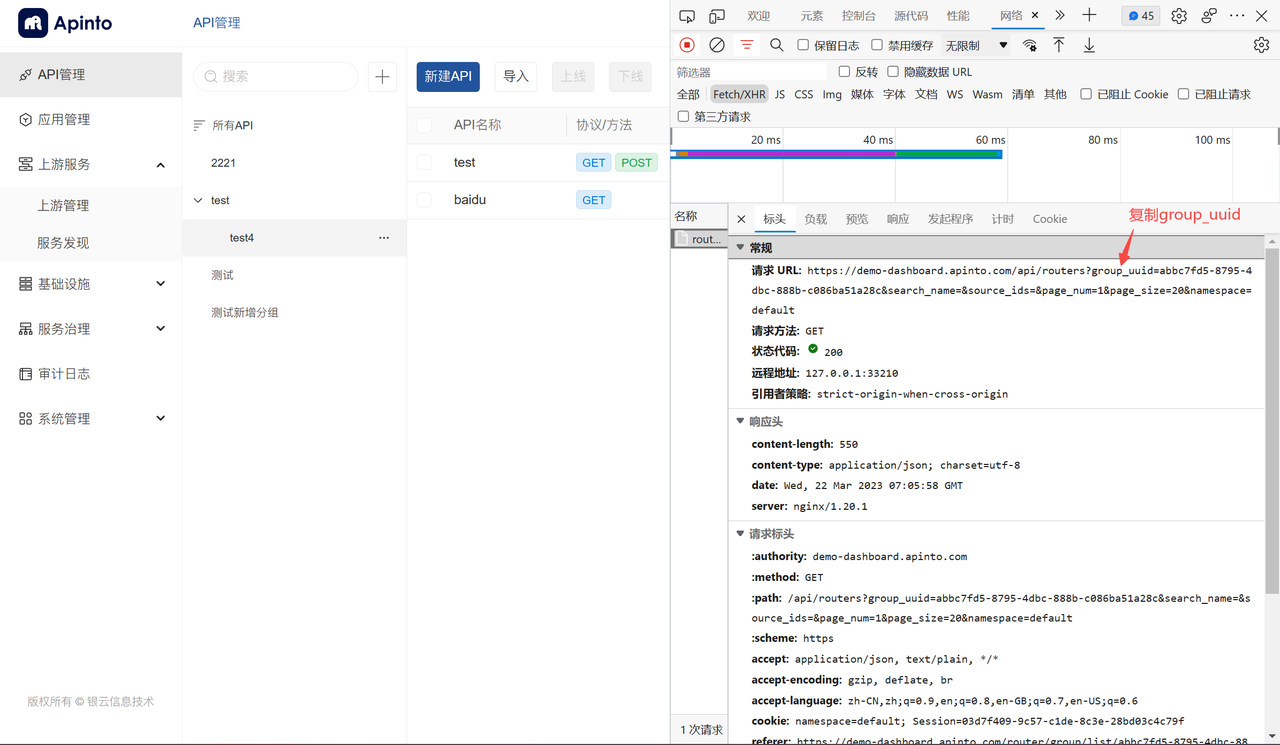 Apinto
API管理
API管理
应用管理
上游服务
上游管理
服务发现
基础设施
服务治理
审计日志
系统管理
版权所有 © 银云信息技术
搜索
所有API
2221
test
test4
测试
测试新增分组
新建API 导入 上线 下线
API名称 协议/方法
test GET POST
baidu GET
欢迎 元素 控制台 源代码 性能 网络 45
保留日志 禁用缓存 无限制
筛选器 反转 隐藏数据 URL
全部 Fetch/XHR JS CSS Img 媒体 字体 文档 WS Wasm 清单 其他 已阻止 Cookie 已阻止请求
第三方请求
20 ms 40 ms 60 ms 80 ms 100 ms
名称
rout...
1 次请求
标头 负载 预览 响应 发起程序 计时 Cookie
复制group_uuid
常规
请求 URL: https://demo-dashboard.apinto.com/api/routers?group_uuid=abbc7fd5-8795-4
dbc-888b-c086ba51a28c&search_name=&source_ids=&page_num=1&page_size=20&namespace=
default
请求方法: GET
状态代码: 200
远程地址: 127.0.0.1:33210
引用者策略: strict-origin-when-cross-origin
响应头
content-length: 550
content-type: application/json; charset=utf-8
date: Wed, 22 Mar 2023 07:05:58 GMT
server: nginx/1.20.1
请求标头
:authority: demo-dashboard.apinto.com
:method: GET
:path: /api/routers?group_uuid=abbc7fd5-8795-4dbc-888b-c086ba51a28c&search_name=&s
ource_ids=&page_num=1&page_size=20&namespace=default
:scheme: https
accept: application/json, text/plain, */*
accept-encoding: gzip, deflate, br
accept-language: zh-CN,zh;q=0.9,en;q=0.8,en-GB;q=0.7,en-US;q=0.6
cookie: namespace=default; Session=03d7f409-9c57-c1de-8c3e-28bd03c4c79f
referer: https://demo-dashboard.apinto.com/router/group/list/abbc7fd5-8795-4dbc-88